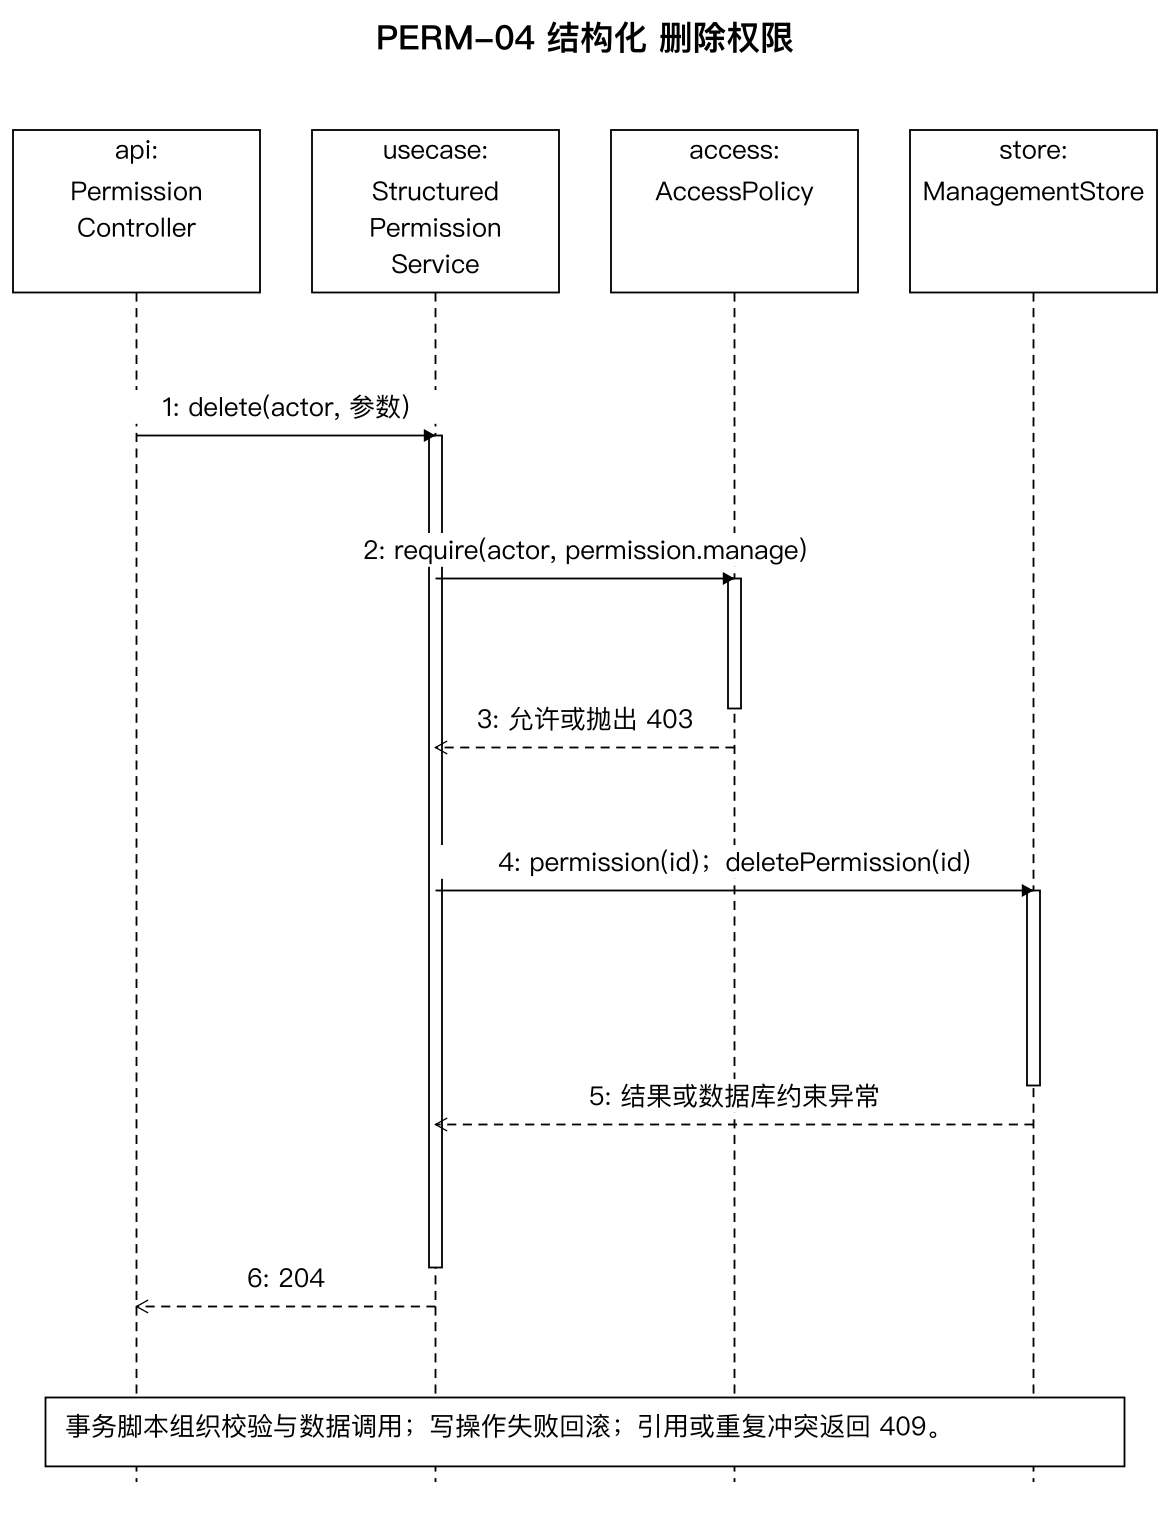 PERM–04 结构化 删除权限
api:
Permission
Controller
usecase:
Structured
Permission
Service
access:
AccessPolicy
store:
ManagementStore
1: delete(actor, 参数)
2: require(actor, permission.manage)
3: 允许或抛出 403
4: permission(id)；deletePermission(id)
5: 结果或数据库约束异常
6: 204
事务脚本组织校验与数据调用；写操作失败回滚；引用或重复冲突返回 409。